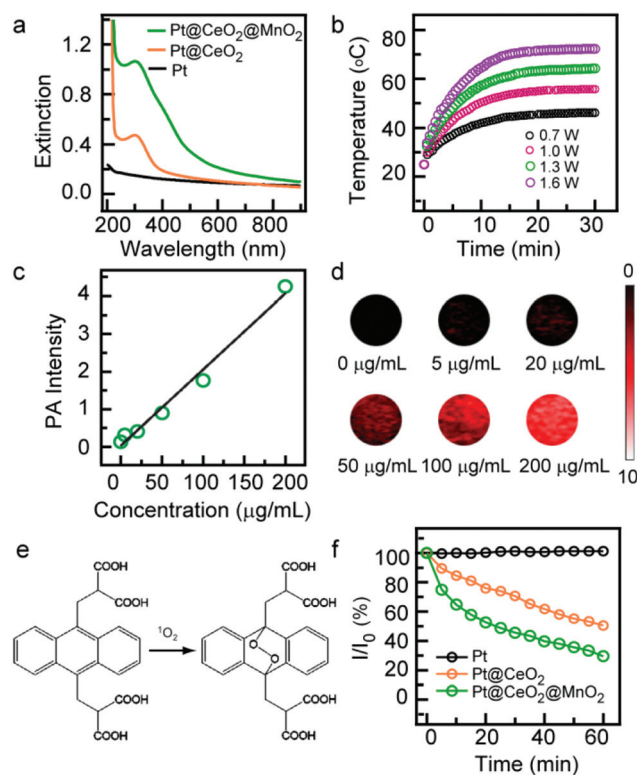 a
Pt@CeO₂@MnO₂
Pt@CeO₂
Pt
1.2
0.8
0.4
0.0
Extinction
200 400 600 800
Wavelength (nm)
b
80
60
40
20
Temperature (oC)
0.7 W
1.0 W
1.3 W
1.6 W
0 10 20 30
Time (min)
c
4
3
2
1
0
PA Intensity
0 50 100 150 200
Concentration (μg/mL)
d
0 μg/mL 5 μg/mL 20 μg/mL
50 μg/mL 100 μg/mL 200 μg/mL
0
10
e
COOH
COOH
COOH
COOH
¹O₂
COOH
COOH
O
O
COOH
COOH
f
100
80
60
40
20
0
I/I₀ (%)
Pt
Pt@CeO₂
Pt@CeO₂@MnO₂
0 20 40 60
Time (min)